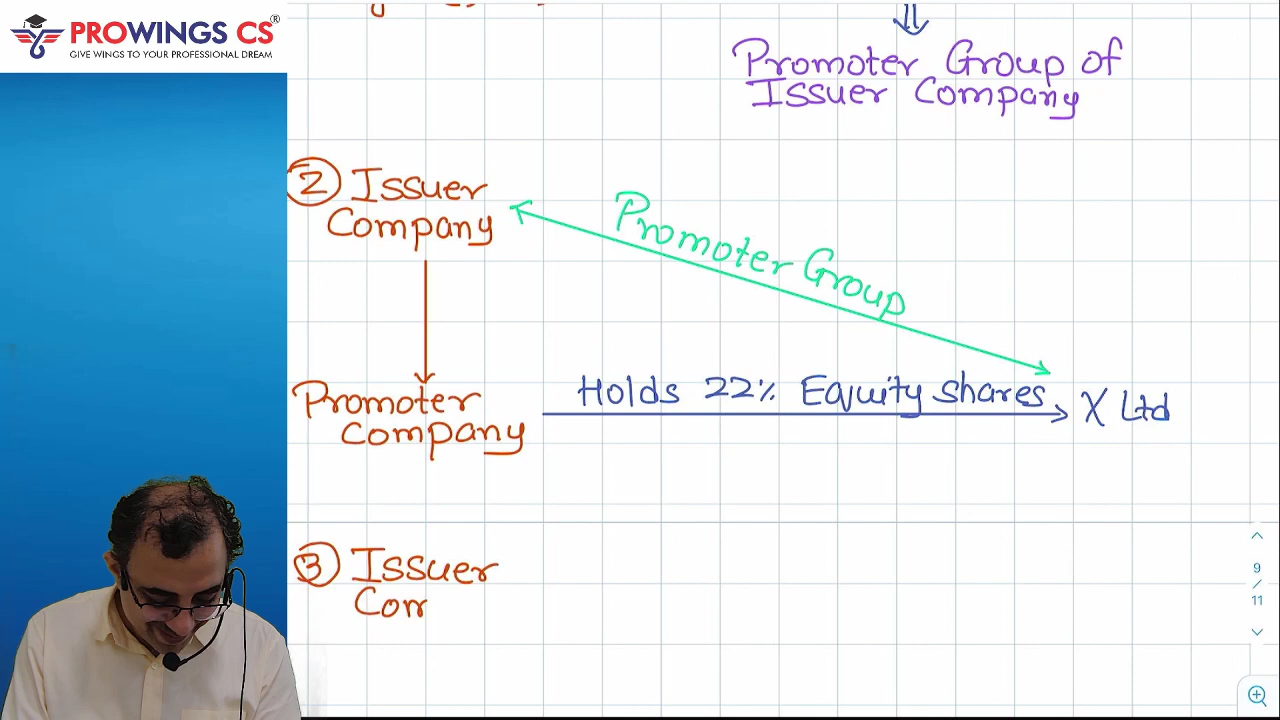 PROWINGS CS®
GIVE WINGS TO YOUR PROFESSIONAL DREAM
Promoter Group of
Issuer Company
2 Issuer
Company
Promoter Group
Holds 22% Equity shares
X Ltd
Promoter
company
3 Issuer
Com
9
/
11